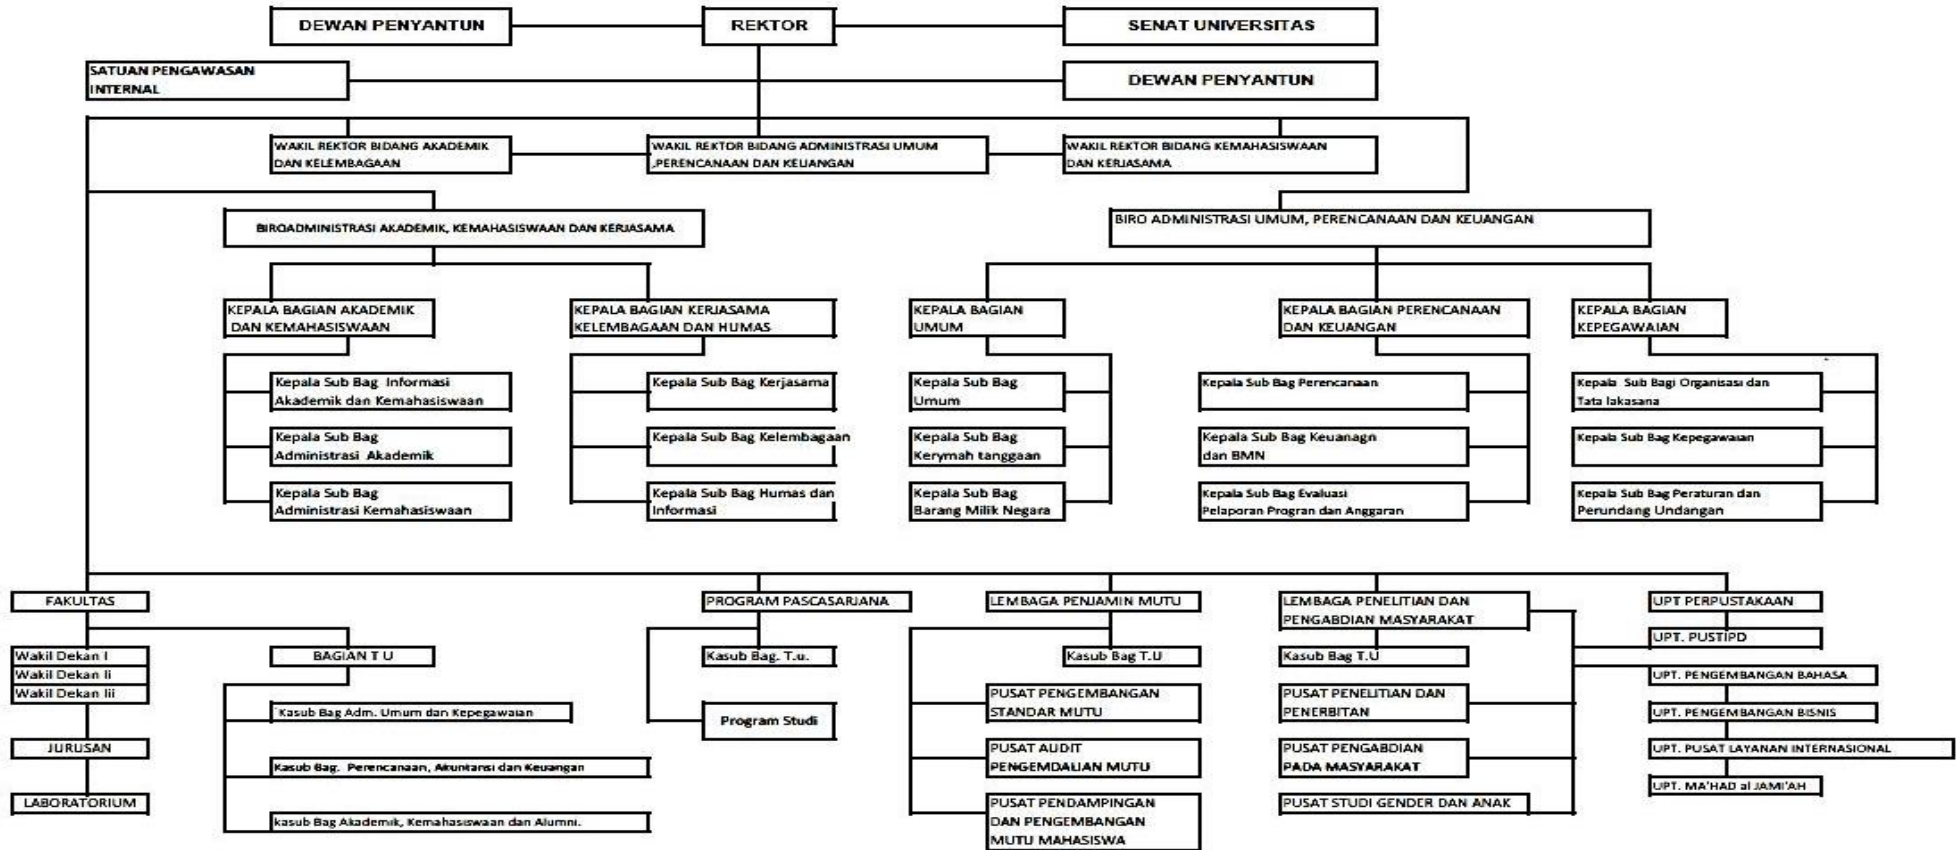 DEWAN PENYANTUN
REKTOR
SENAT UNIVERSITAS
SATUAN PENGAWASAN
INTERNAL
DEWAN PENYANTUN
WAKIL REKTOR BIDANG AKADEMIK
DAN KELEMBAGAAN
WAKIL REKTOR BIDANG ADMINISTRASI UMUM
,PERENCANAAN DAN KEUANGAN
WAKIL REKTOR BIDANG KEMAHASISWAAN
DAN KERJASAMA
BIROADMINISTRASI AKADEMIK, KEMAHASISWAAN DAN KERJASAMA
BIRO ADMINISTRASI UMUM, PERENCANAAN DAN KEUANGAN
KEPALA BAGIAN AKADEMIK
DAN KEMAHASISWAAN
KEPALA BAGIAN KERJASAMA
KELEMBAGAAN DAN HUMAS
KEPALA BAGIAN
UMUM
KEPALA BAGIAN PERENCANAAN
DAN KEUANGAN
KEPALA BAGIAN
KEPEGAWAIAN
Kepala Sub Bag Informasi
Akademik dan Kemahasiswaan
Kepala Sub Bag Kerjasama
Kepala Sub Bag
Umum
Kepala Sub Bag Perencanaan
Kepala Sub Bagi Organisasi dan
Tata lakasana
Kepala Sub Bag
Administrasi Akademik
Kepala Sub Bag Kelembagaan
Kepala Sub Bag
Kerymah tanggaan
Kepala Sub Bag Keuanagn
dan BMN
Kepala Sub Bag Kepegawaian
Kepala Sub Bag
Administrasi Kemahasiswaan
Kepala Sub Bag Humas dan
Informasi
Kepala Sub Bag
Barang Milik Negara
Kepala Sub Bag Evaluasi
Pelaporan Progran dan Anggaran
Kepala Sub Bag Peraturan dan
Perundang Undangan
FAKULTAS
PROGRAM PASCASARJANA
LEMBAGA PENJAMIN MUTU
LEMBAGA PENELITIAN DAN
PENGABDIAN MASYARAKAT
UPT PERPUSTAKAAN
UPT. PUSTIPD
Wakil Dekan I
Wakil Dekan Ii
Wakil Dekan Iii
BAGIAN T U
Kasub Bag. T.u.
Kasub Bag T.U
Kasub Bag T.U
UPT. PENGEMBANGAN BAHASA
Kasub Bag Adm. Umum dan Kepegawaian
Program Studi
PUSAT PENGEMBANGAN
STANDAR MUTU
PUSAT PENELITIAN DAN
PENERBITAN
UPT. PENGEMBANGAN BISNIS
JURUSAN
Kasub Bag. Perencanaan, Akuntansi dan Keuangan
PUSAT AUDIT
PENGEMDALIAN MUTU
PUSAT PENGABDIAN
PADA MASYARAKAT
UPT. PUSAT LAYANAN INTERNASIONAL
UPT. MA'HAD al JAMI'AH
LABORATORIUM
kasub Bag Akademik, Kemahasiswaan dan Alumni.
PUSAT PENDAMPINGAN
DAN PENGEMBANGAN
MUTU MAHASISWA
PUSAT STUDI GENDER DAN ANAK